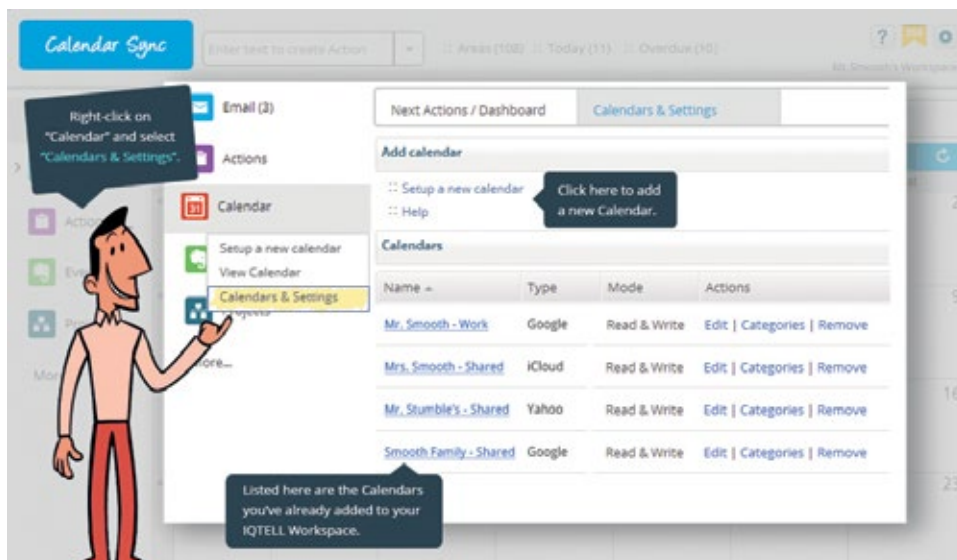 Calendar Sync
Enter text to create Action
:: Areas (108) :: Today (11) :: Overdue (10)
?
Mr. Smooth's Workspace
Right-click on
"Calendar" and select
"Calendars & Settings".
Email (3)
Actions
Calendar
31
Setup a new calendar
View Calendar
Calendars & Settings
Projects
More...
Next Actions / Dashboard
Calendars & Settings
Add calendar
:: Setup a new calendar
:: Help
Click here to add
a new Calendar.
Calendars
Name Type Mode Actions
Mr. Smooth - Work Google Read & Write Edit | Categories | Remove
Mrs. Smooth - Shared iCloud Read & Write Edit | Categories | Remove
Mr. Stumble's - Shared Yahoo Read & Write Edit | Categories | Remove
Smooth Family - Shared Google Read & Write Edit | Categories | Remove
Listed here are the Calendars
you've already added to your
IQTELL Workspace.
16
23